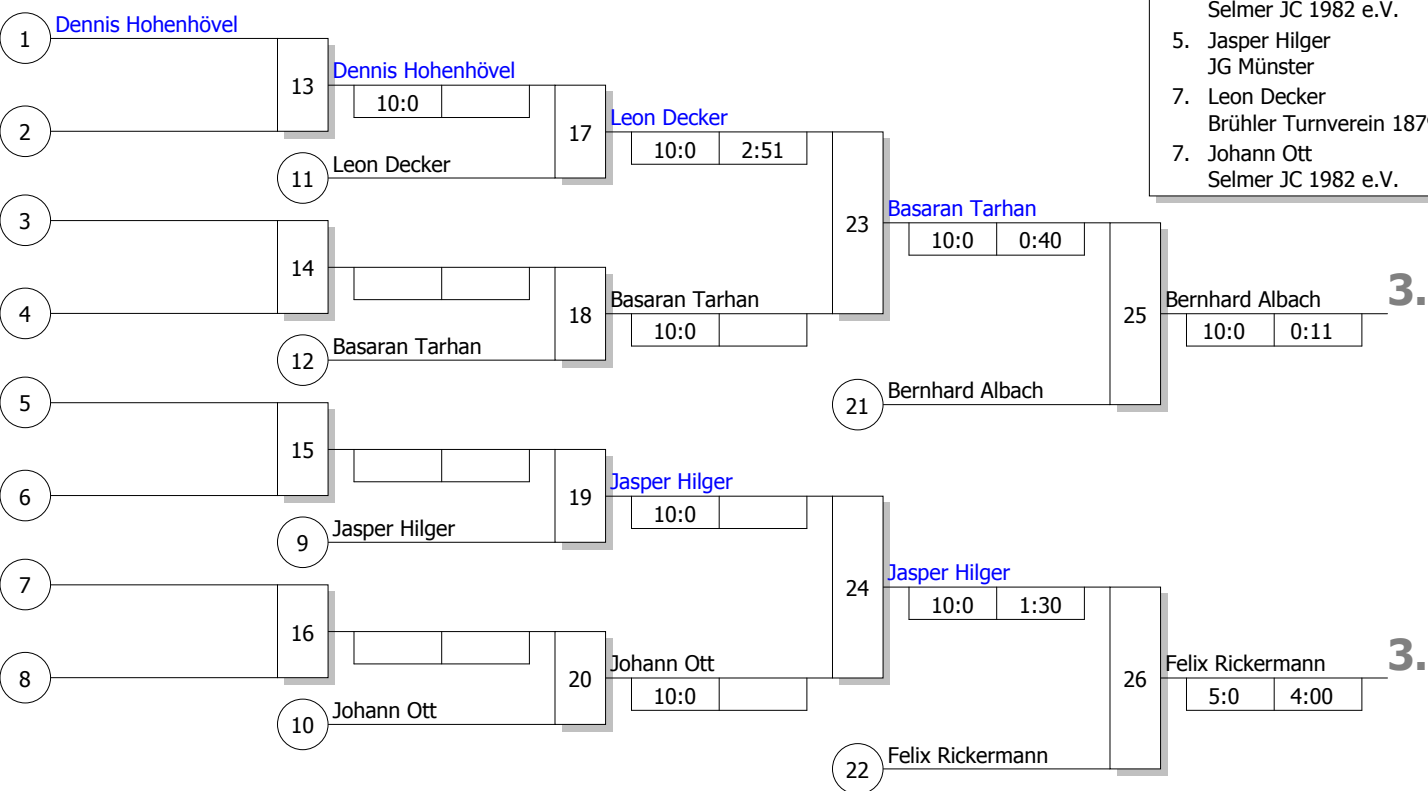 Selmer JC 1982 e.V.
5. Jasper Hilger
JG Münster
7. Leon Decker
Brühler Turnverein 187
7. Johann Ott
Selmer JC 1982 e.V.
1 Dennis Hohenhövel
13 Dennis Hohenhövel
10:0
2
17 Leon Decker
10:0 2:51
11 Leon Decker
3
23 Basaran Tarhan
10:0 0:40
14
4
18 Basaran Tarhan
10:0
12 Basaran Tarhan
25 Bernhard Albach 3.
10:0 0:11
5
21 Bernhard Albach
15
6
19 Jasper Hilger
10:0
9 Jasper Hilger
7
24 Jasper Hilger
10:0 1:30
16
8
20 Johann Ott
10:0
10 Johann Ott
26 Felix Rickermann 3.
5:0 4:00
22 Felix Rickermann